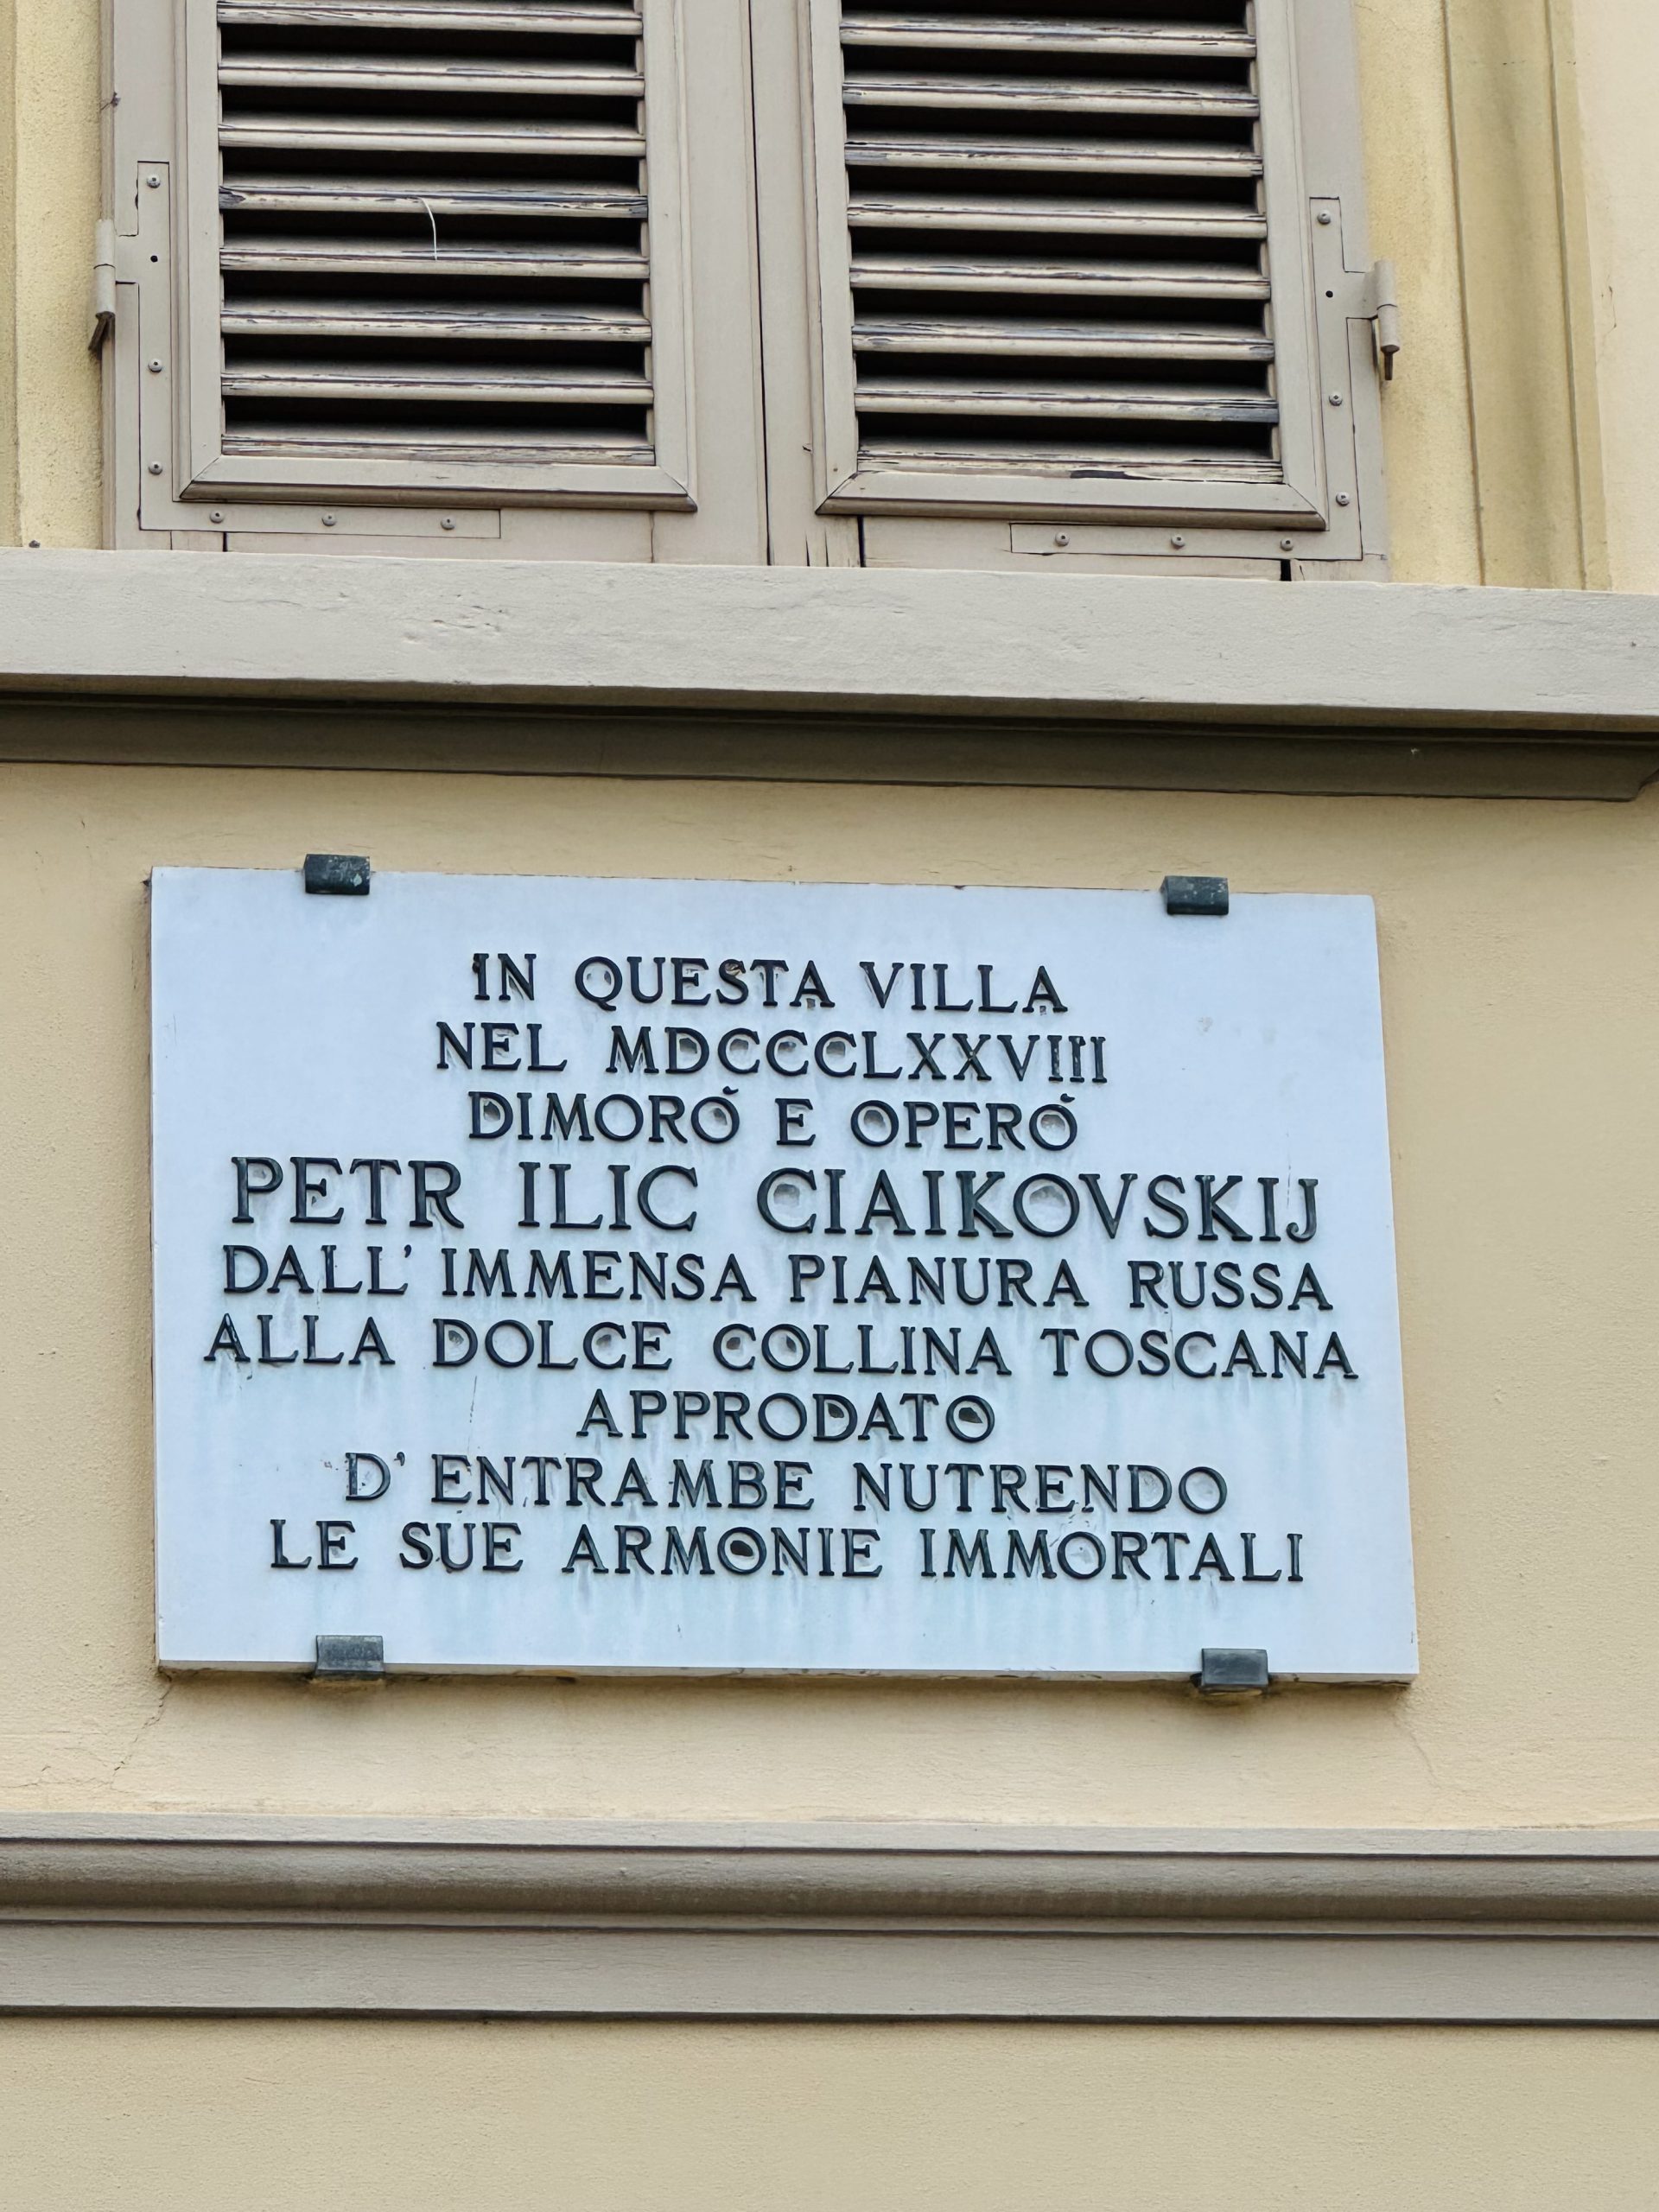 IN QUESTA VILLA
NEL MDCCCLXXVIII
DIMORÒ E OPERÒ
PETR ILIC CIAIKOVSKIJ
DALL' IMMENSA PIANURA RUSSA
ALLA DOLCE COLLINA TOSCANA
APPRODATO
D' ENTRAMBE NUTRENDO
LE SUE ARMONIE IMMORTALI